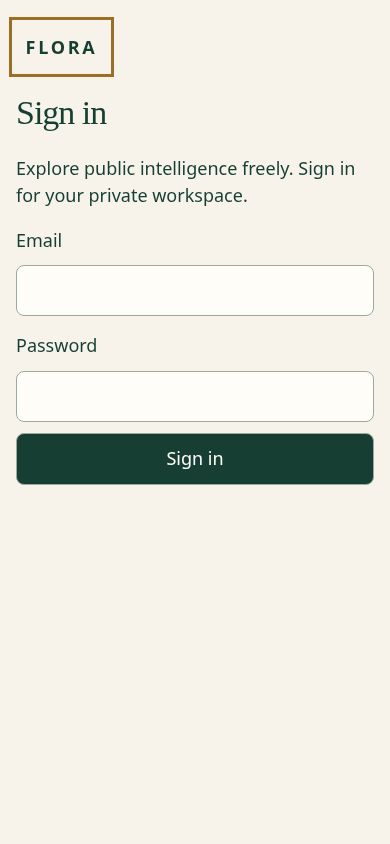 FLORA
Sign in
Explore public intelligence freely. Sign in
for your private workspace.
Email
Password
Sign in